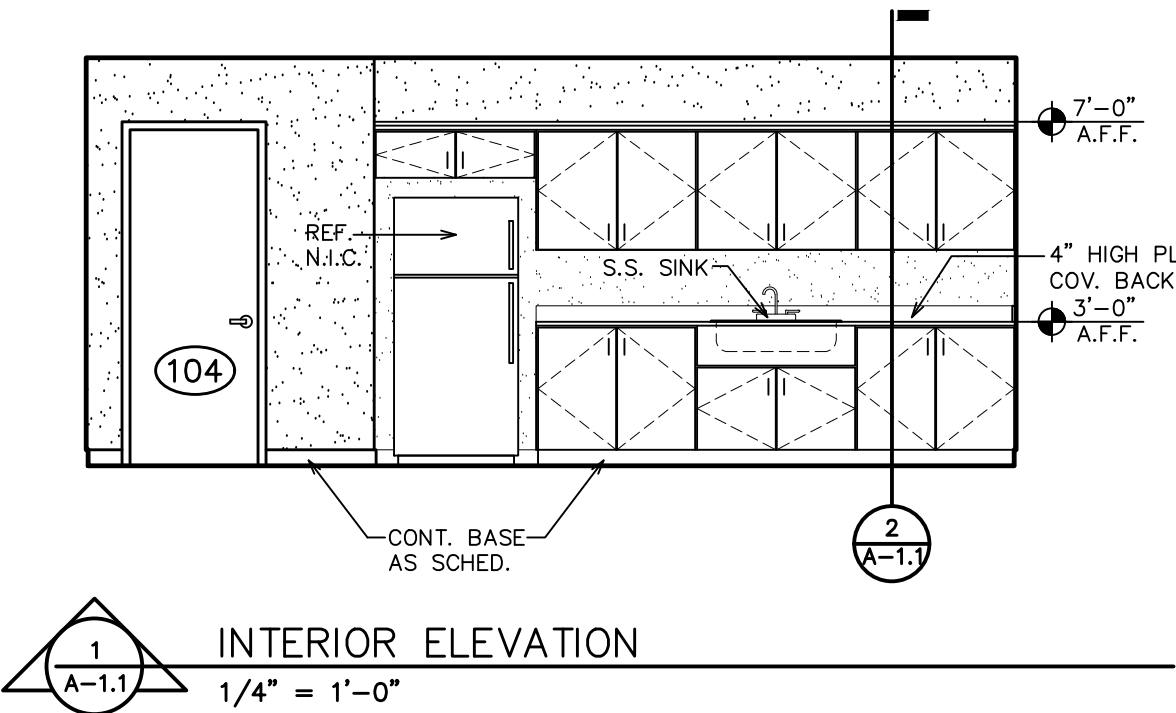 7'-0"
A.F.F.
REF.
N.I.C.
S.S. SINK
4" HIGH PL
COV. BACK
3'-0"
A.F.F.
104
CONT. BASE
AS SCHED.
2
A-1.1
1
A-1.1
INTERIOR ELEVATION
1/4" = 1'-0"